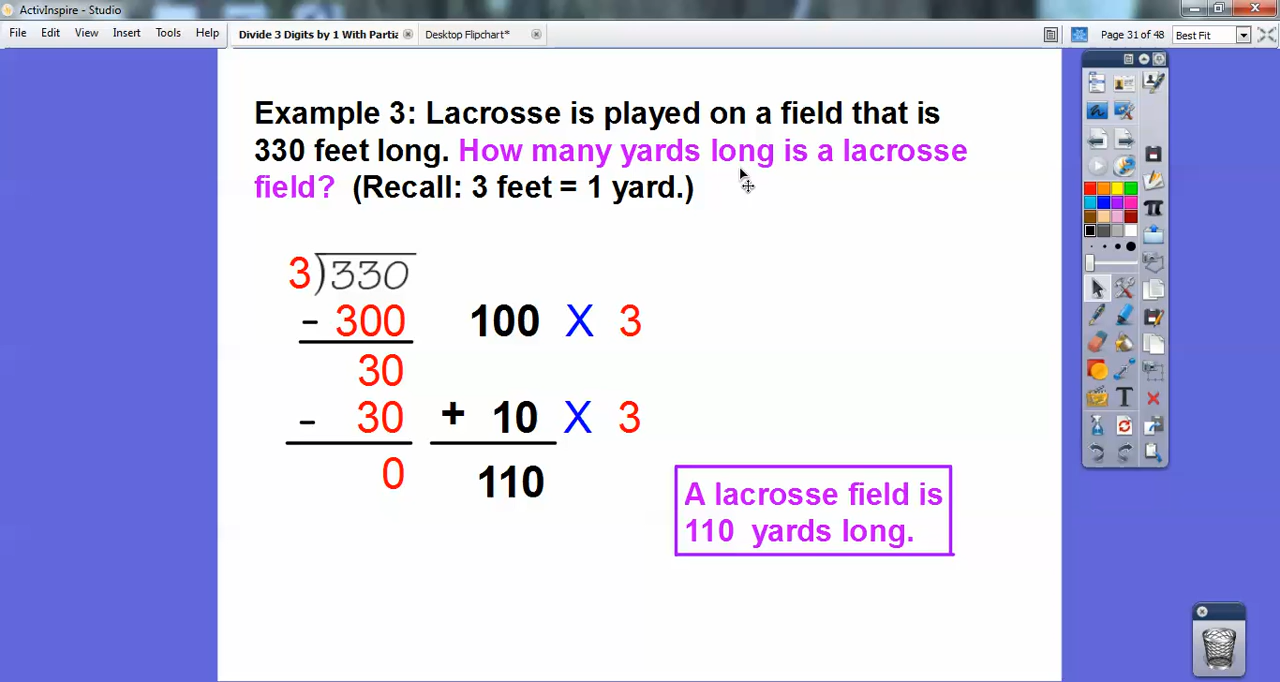 ActivInspire - Studio
File Edit View Insert Tools Help
Divide 3 Digits by 1 With Partia
Desktop Flipchart*
Page 31 of 48
Best Fit
Example 3: Lacrosse is played on a field that is
330 feet long. How many yards long is a lacrosse
field? (Recall: 3 feet = 1 yard.)
3)330
- 300 100 X 3
30
- 30 + 10 X 3
0 110
A lacrosse field is
110 yards long.